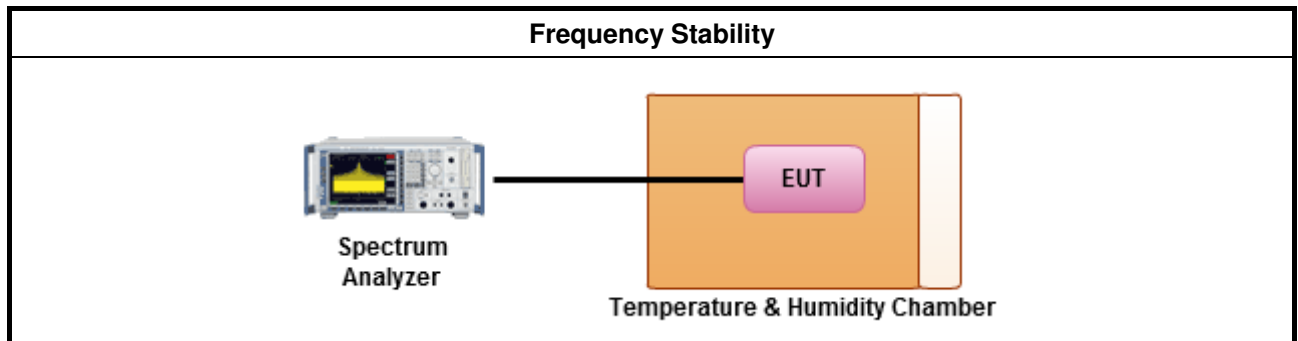 Frequency Stability
EUT
Spectrum
Analyzer
Temperature & Humidity Chamber